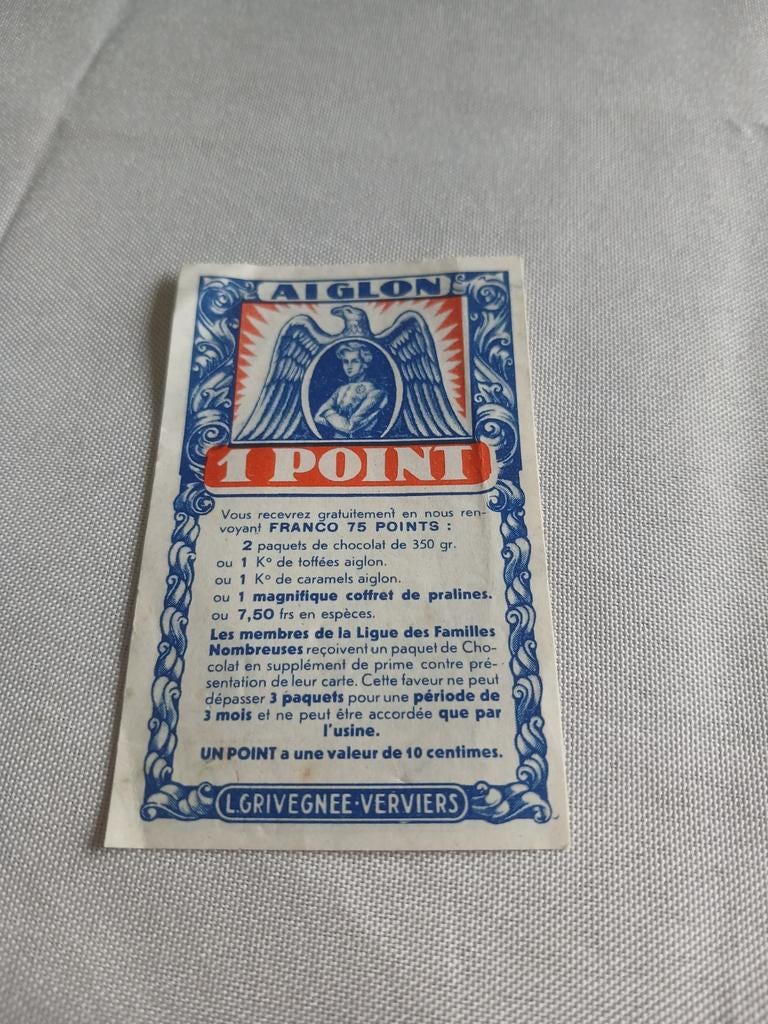 AIGLON
1 POINT
Vous recevrez gratuitement en nous ren-
voyant FRANCO 75 POINTS :
2 paquets de chocolat de 350 gr.
ou 1 Kº de toffées aiglon.
ou 1 Kº de caramels aiglon.
ou 1 magnifique coffret de pralines.
ou 7,50 frs en espèces.
Les membres de la Ligue des Familles
Nombreuses reçoivent un paquet de Cho-
colat en supplément de prime contre pré-
sentation de leur carte. Cette faveur ne peut
dépasser 3 paquets pour une période de
3 mois et ne peut être accordée que par
l'usine.
UN POINT a une valeur de 10 centimes.
L.GRIVEGNEE·VERVIERS